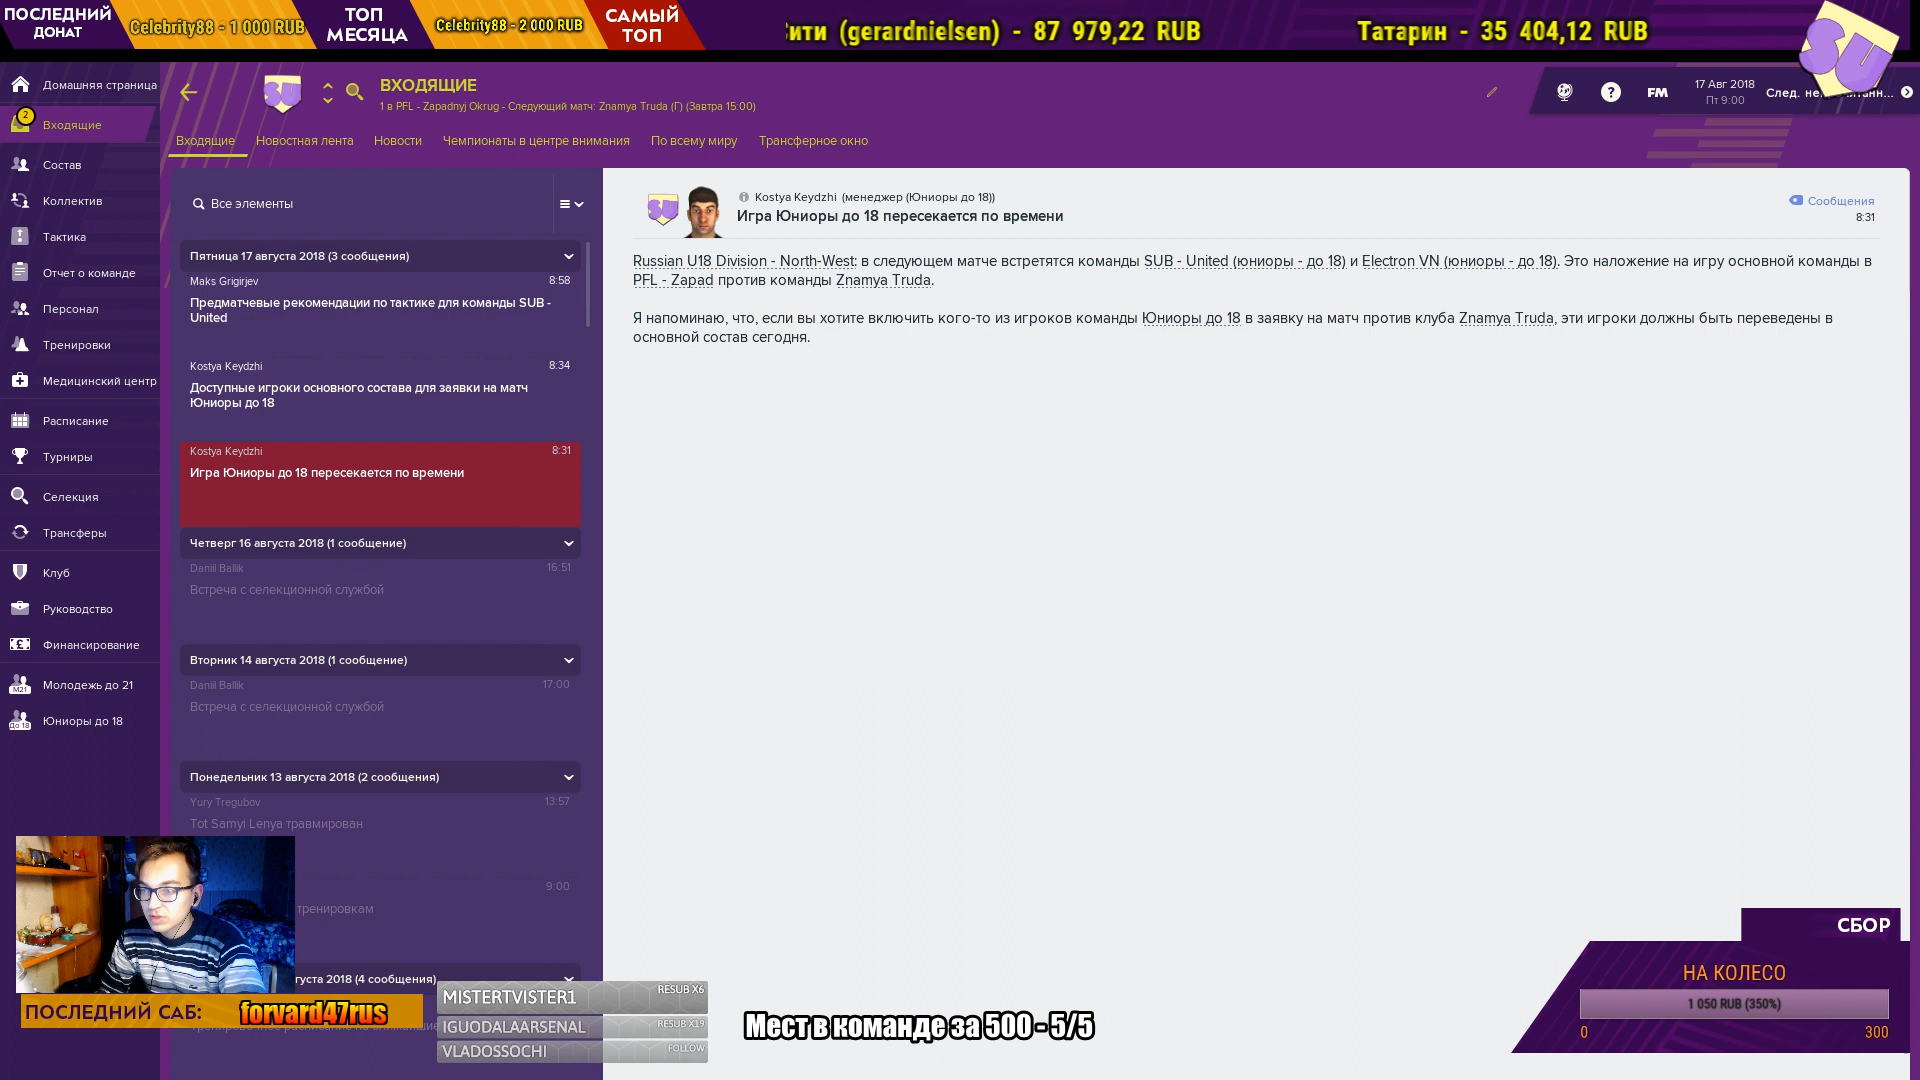 ПОСЛЕДНИЙ
ДОНАТ
Celebrity88 - 1 000 RUB
ТОП
МЕСЯЦА
Celebrity88 - 2 000 RUB
САМЫЙ
ТОП
ити (gerardnielsen) - 87 979,22 RUB
Татарин - 35 404,12 RUB
SU
Домашняя страница
2
Входящие
Состав
Коллектив
Тактика
Отчет о команде
Персонал
Тренировки
Медицинский центр
Расписание
Турниры
Селекция
Трансферы
Клуб
Руководство
Финансирование
М21
Молодежь до 21
До 18
Юниоры до 18
SU
ВХОДЯЩИЕ
1 в PFL - Zapadnyj Okrug - Следующий матч: Znamya Truda (Г) (Завтра 15:00)
FM
17 Авг 2018
Пт 9:00
След.
Входящие
Новостная лента
Новости
Чемпионаты в центре внимания
По всему миру
Трансферное окно
Все элементы
Пятница 17 августа 2018 (3 сообщения)
Maks Grigirjev 8:58
Предматчевые рекомендации по тактике для команды SUB -
United
Kostya Keydzhi 8:34
Доступные игроки основного состава для заявки на матч
Юниоры до 18
Kostya Keydzhi 8:31
Игра Юниоры до 18 пересекается по времени
Четверг 16 августа 2018 (1 сообщение)
Daniil Ballik 16:51
Встреча с селекционной службой
Вторник 14 августа 2018 (1 сообщение)
Daniil Ballik 17:00
Встреча с селекционной службой
Понедельник 13 августа 2018 (2 сообщения)
Yury Tregubov 13:57
Tot Samyi Lenya травмирован
9:00
тренировкам
густа 2018 (4 сообщения)
SU
Kostya Keydzhi (менеджер (Юниоры до 18))
Игра Юниоры до 18 пересекается по времени
Сообщения
8:31
Russian U18 Division - North-West: в следующем матче встретятся команды SUB - United (юниоры - до 18) и Electron VN (юниоры - до 18). Это наложение на игру основной команды в
PFL - Zapad против команды Znamya Truda.
Я напоминаю, что, если вы хотите включить кого-то из игроков команды Юниоры до 18 в заявку на матч против клуба Znamya Truda, эти игроки должны быть переведены в
основной состав сегодня.
ПОСЛЕДНИЙ САБ: forvard47rus
MISTERTVISTER1 RESUB X6
IGUODALAARSENAL RESUB X19
VLADOSSOCHI FOLLOW
Мест в команде за 500 - 5/5
СБОР
НА КОЛЕСО
1 050 RUB (350%)
0 300